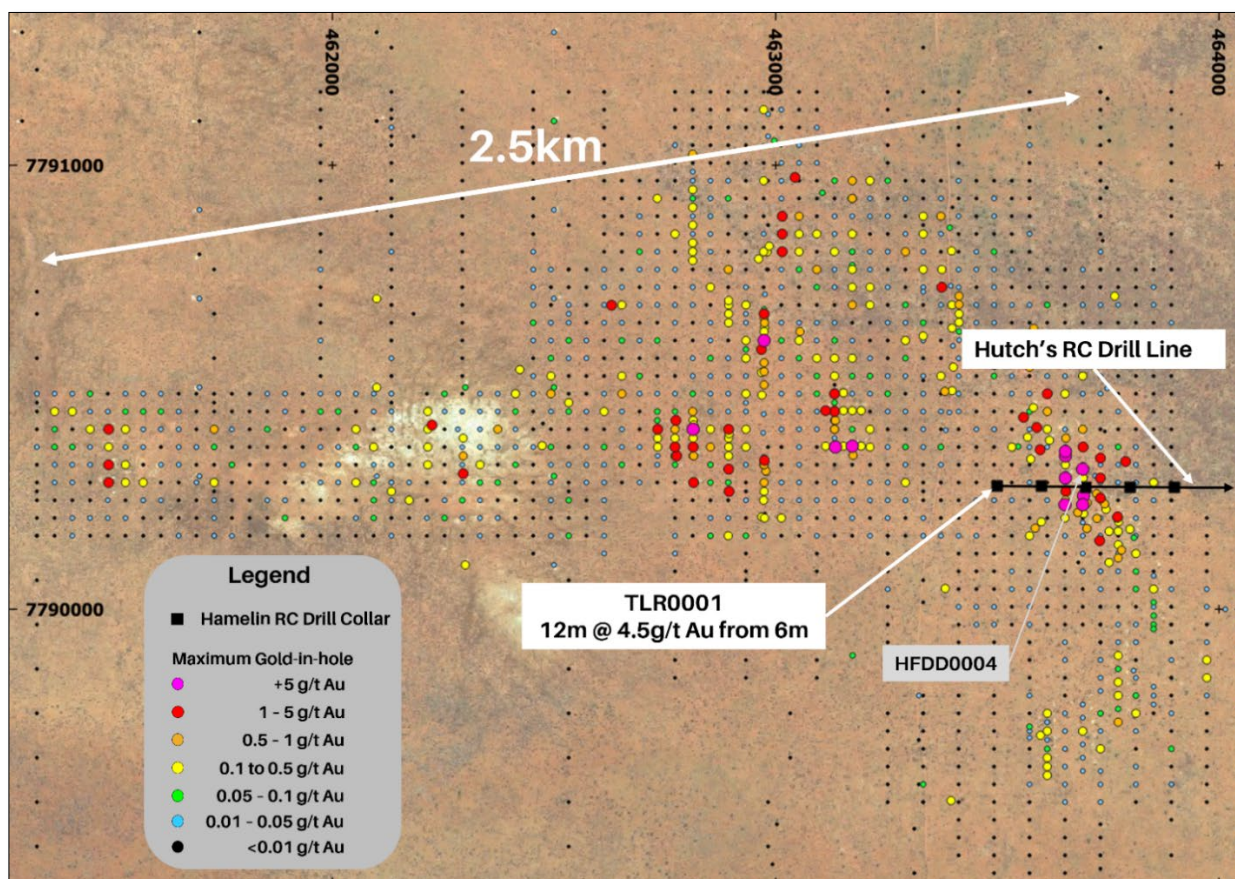 462000
463000
464000
2.5km
7791000
Hutch's RC Drill Line
TLR0001
12m @ 4.5g/t Au from 6m
HFDD0004
7790000
Legend
Hamelin RC Drill Collar
Maximum Gold-in-hole
+5 g/t Au
1 - 5 g/t Au
0.5 - 1 g/t Au
0.1 to 0.5 g/t Au
0.05 - 0.1 g/t Au
0.01 - 0.05 g/t Au
<0.01 g/t Au